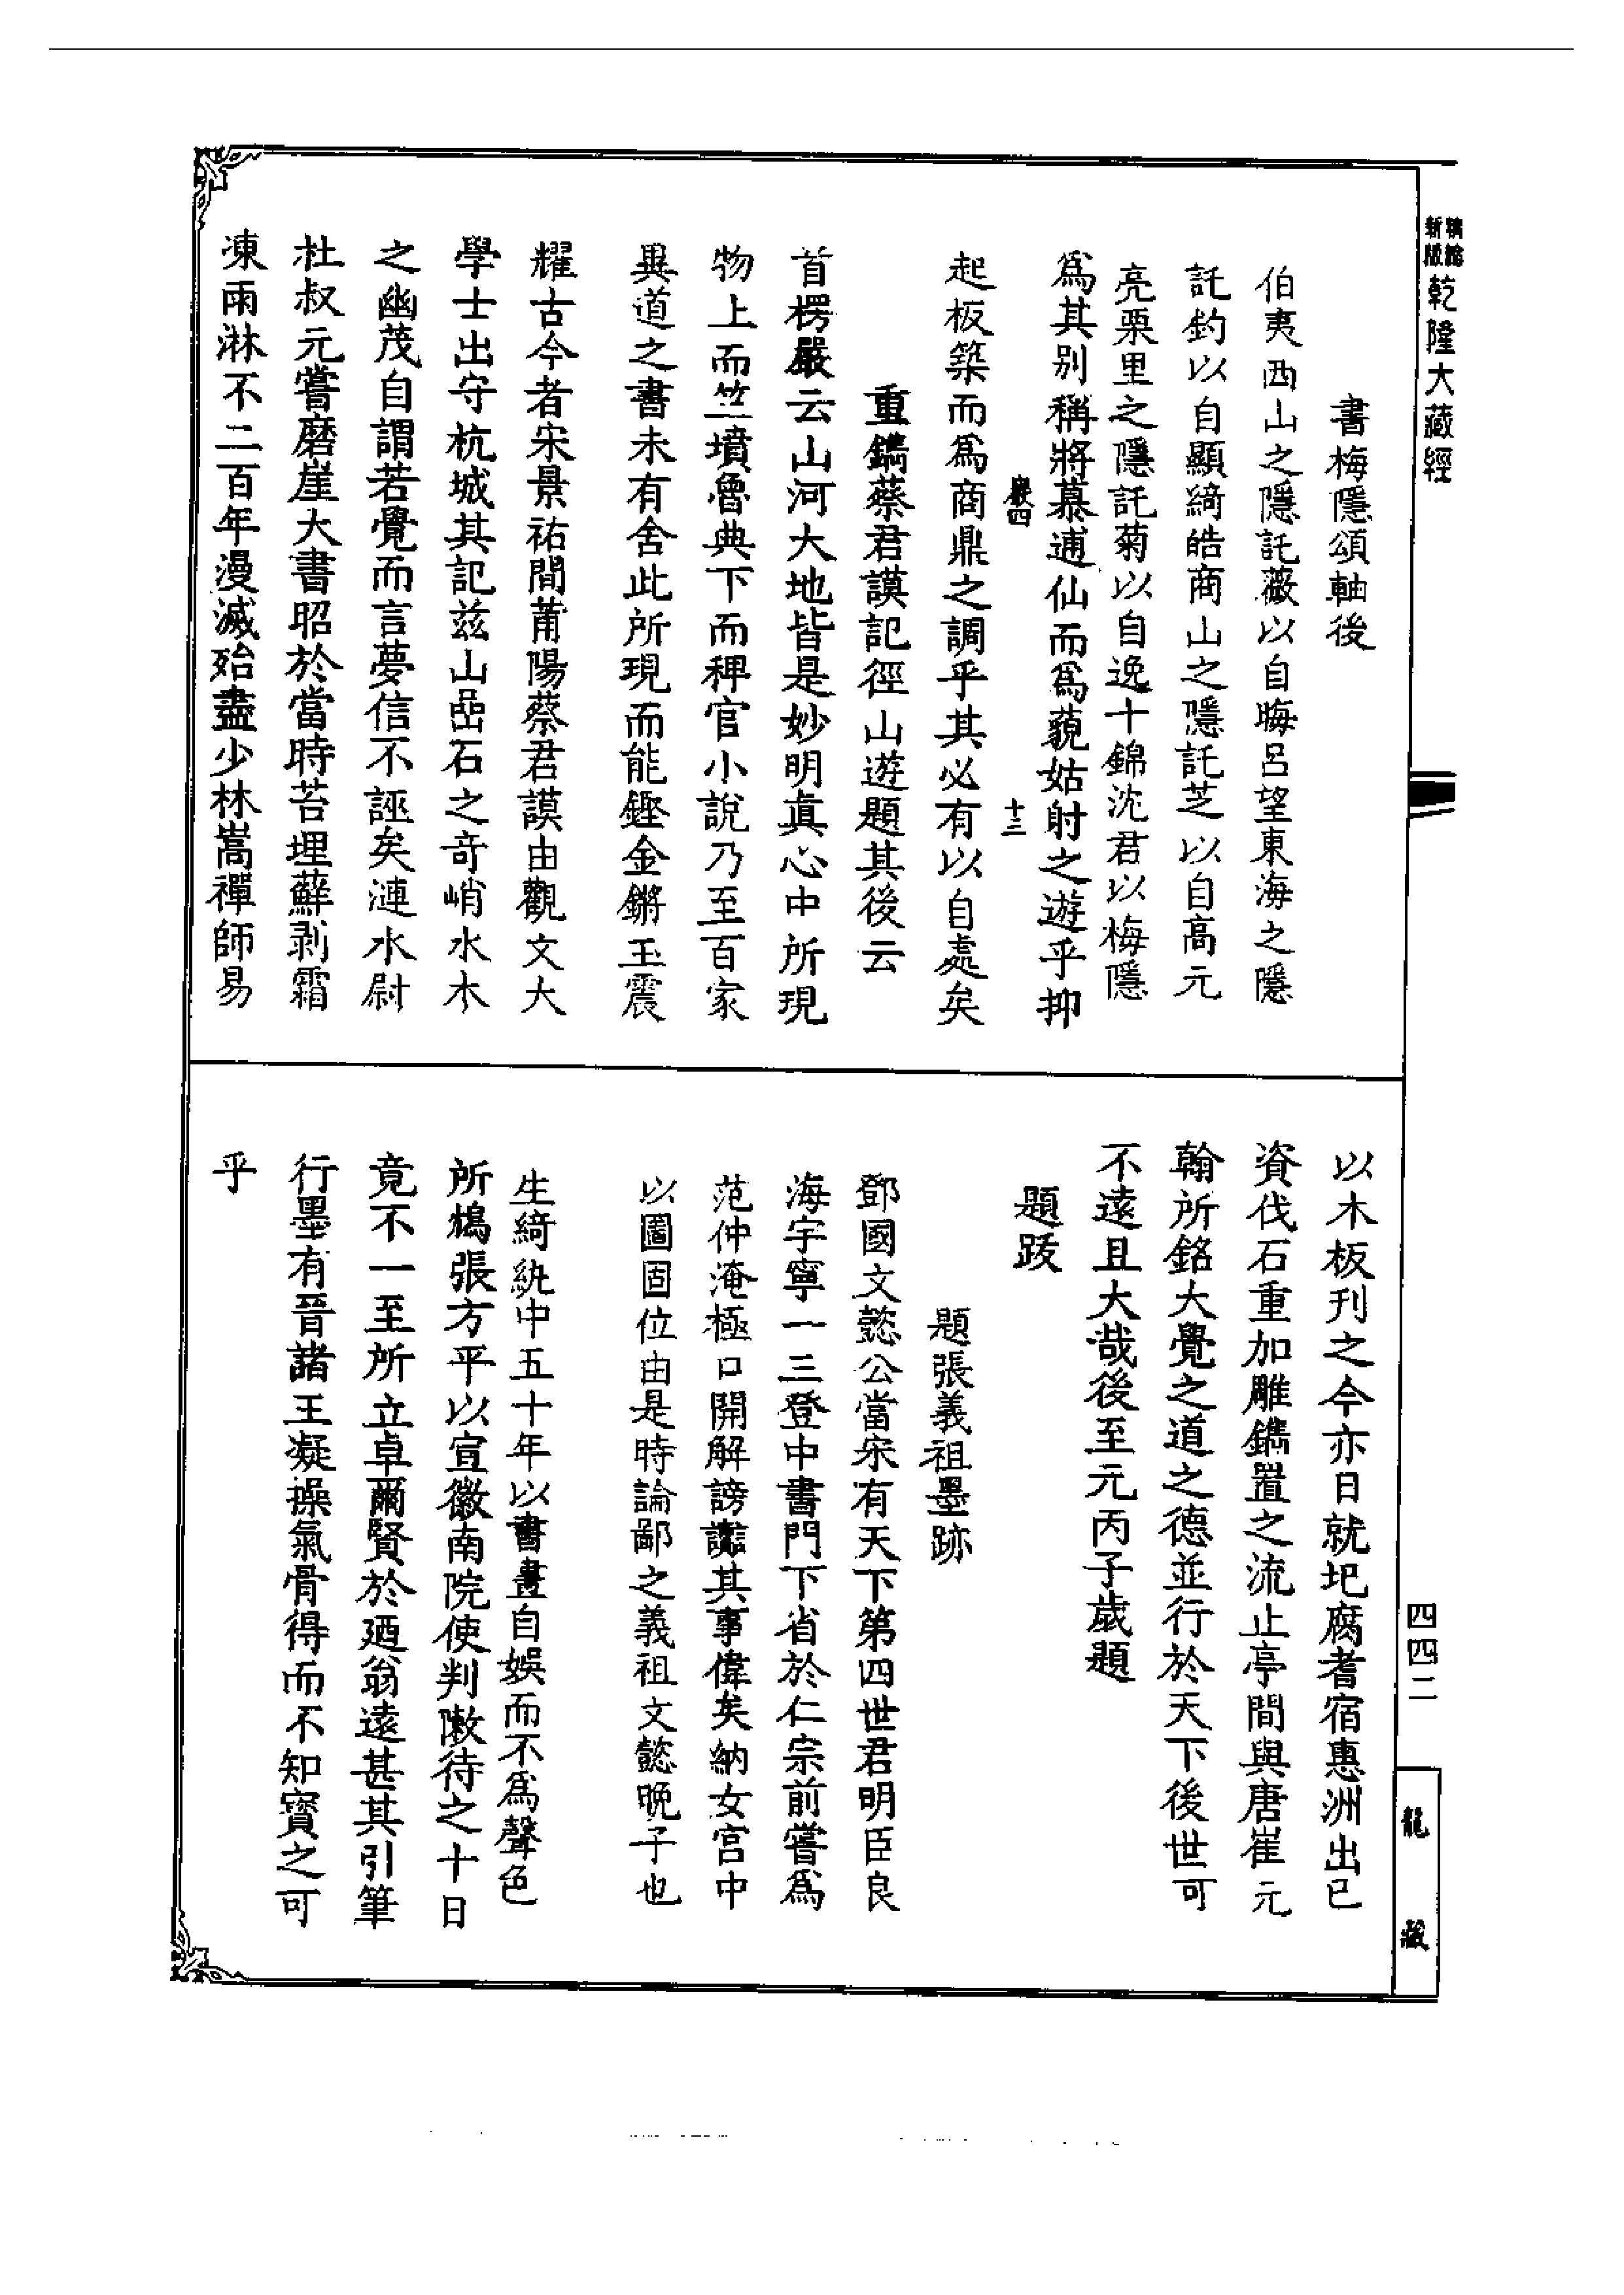 新版
精縮
乾隆大藏經
書梅隱頌軸後
伯夷西山之隱託薇以自晦呂望東海之隱
託釣以自顯綺皓商山之隱託芝以自高元
亮栗里之隱託菊以自逸十錦沈君以梅隱
爲其別稱將慕逋仙而爲藐姑射之遊乎抑
巖四
十三
起板築而爲商鼎之調乎其必有以自處矣
重鐫蔡君謨記徑山遊題其後云
首楞嚴云山河大地皆是妙明眞心中所現
物上而竺墳魯典下而稗官小說乃至百家
異道之書未有舍此所現而能鏗金鏘玉震
耀古今者宋景祐間莆陽蔡君謨由觀文大
學士出守杭城其記兹山嵒石之奇峭水木
之幽茂自謂若覺而言夢信不誣矣漣水尉
杜叔元嘗磨崖大書昭於當時苔埋蘚剥霜
凍雨淋不二百年漫滅殆盡少林嵩禪師易
以木板刊之今亦日就圯腐耆宿惠洲出已
資伐石重加雕鐫置之流止亭間與唐崔元
翰所銘大覺之道之德並行於天下後世可
不遠且大哉後至元丙子歲題
題跋
題張義祖墨跡
鄧國文懿公當宋有天下第四世君明臣良
海宇寧一三登中書門下省於仁宗前嘗爲
范仲淹極口開解謗讟其事偉矣納女宮中
以圖固位由是時論鄙之義祖文懿晚子也
生綺紈中五十年以書畫自娛而不爲聲色
所鴆張方平以宣徽南院使判陳待之十日
竟不一至所立卓爾賢於廼翁遠甚其引筆
行墨有晉諸王凝操氣骨得而不知寳之可
乎
四四二
龍
藏